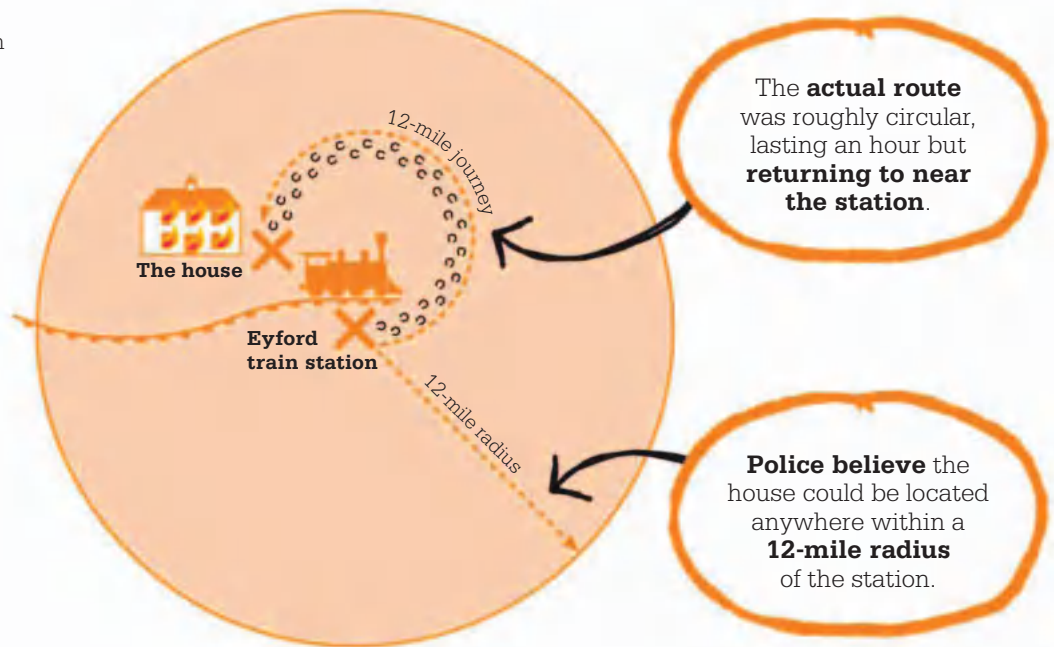 n
12-mile journey
The house
Eyford
train station
12-mile radius
The actual route
was roughly circular,
lasting an hour but
returning to near
the station.
Police believe the
house could be located
anywhere within a
12-mile radius
of the station.